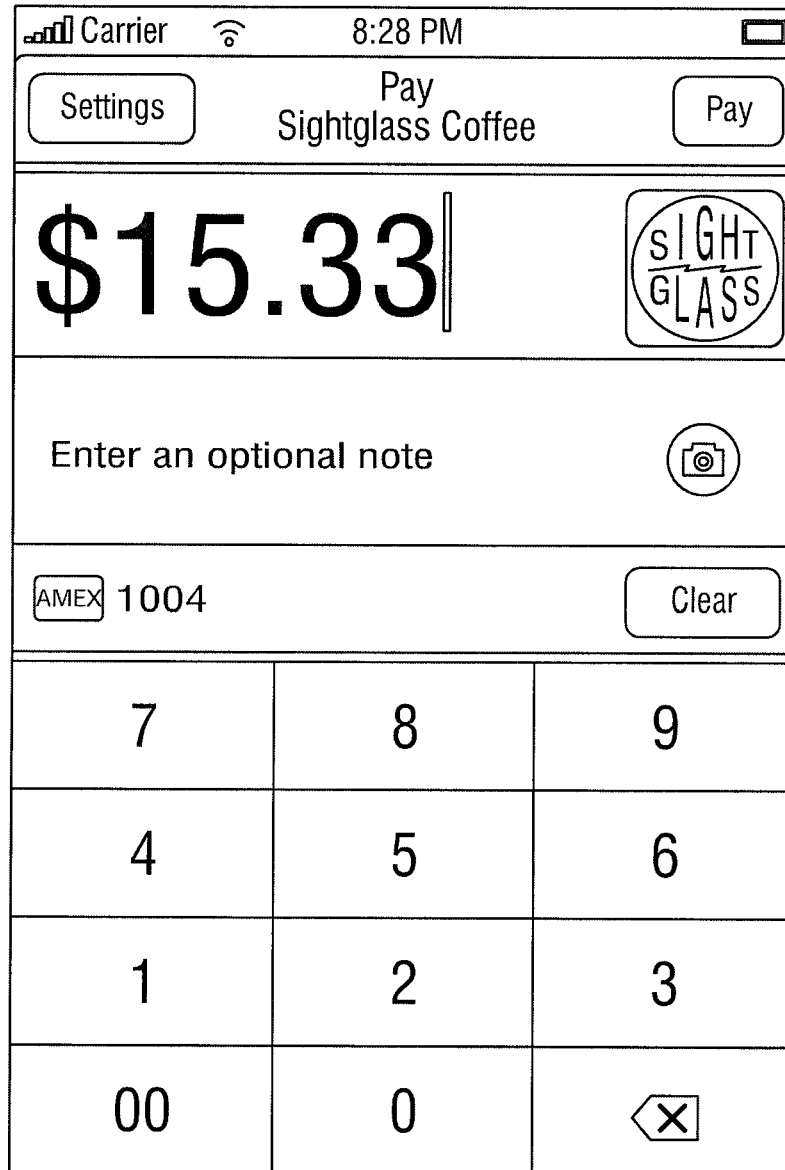 Carrier 8:28 PM
Settings
Pay
Sightglass Coffee
Pay
$15.33
SIGHT
GLASS
Enter an optional note
AMEX 1004
Clear
7 8 9
4 5 6
1 2 3
00 0